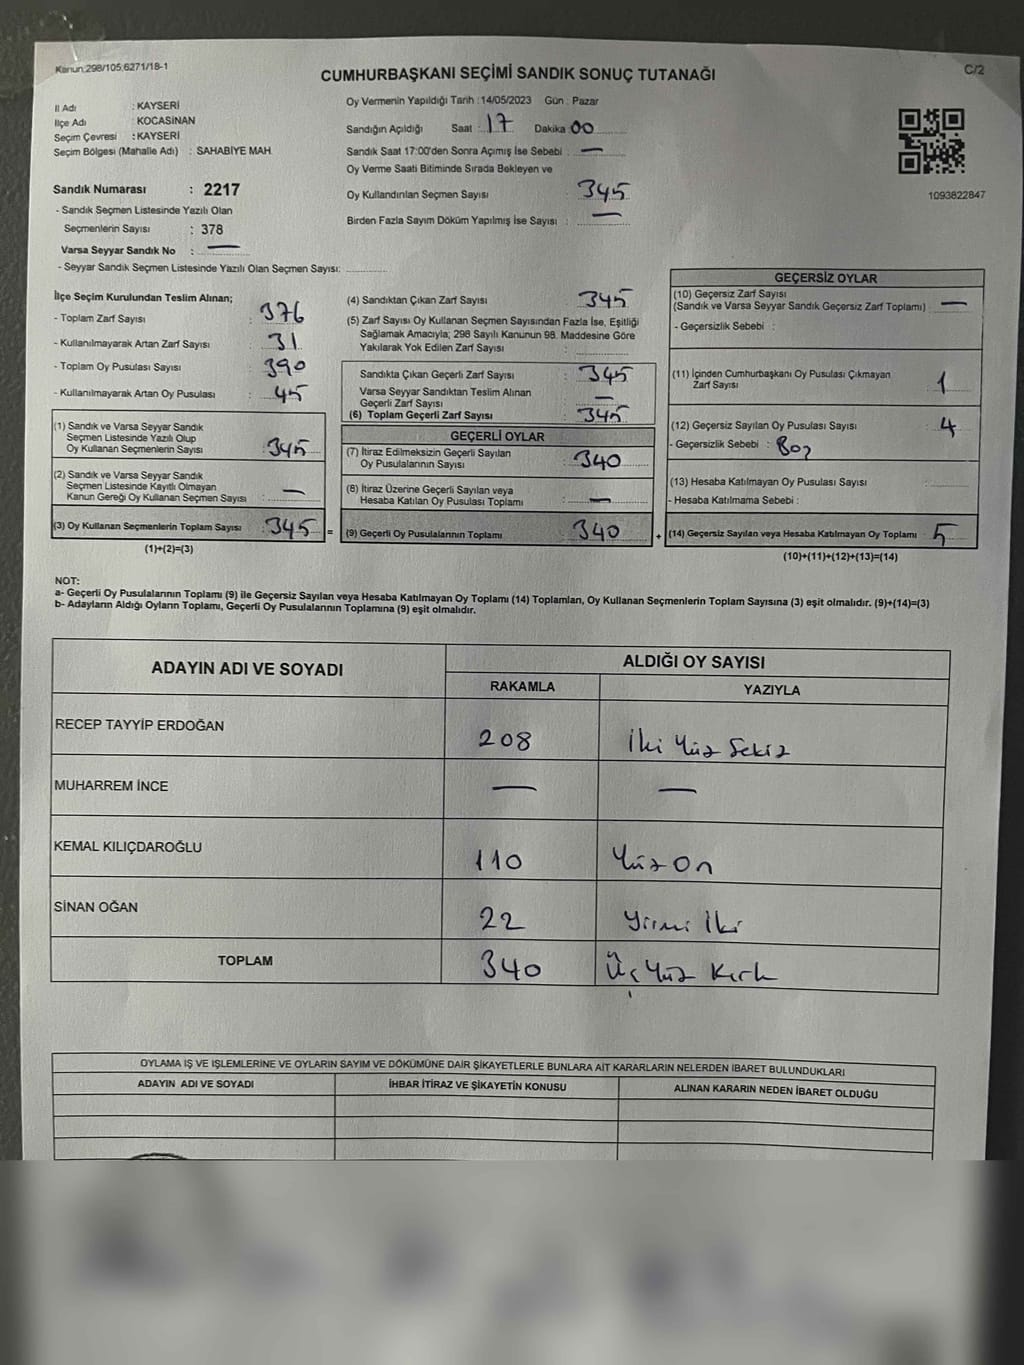 Kanun:298/105;6271/18-1
C/2
CUMHURBAŞKANI SEÇİMİ SANDIK SONUÇ TUTANAĞI
İl Adı : KAYSERİ
İlçe Adı : KOCASİNAN
Seçim Çevresi : KAYSERİ
Seçim Bölgesi (Mahalle Adı) : SAHABİYE MAH.
Sandık Numarası : 2217
- Sandık Seçmen Listesinde Yazılı Olan
Seçmenlerin Sayısı : 378
Varsa Seyyar Sandık No : —
- Seyyar Sandık Seçmen Listesinde Yazılı Olan Seçmen Sayısı:
Oy Vermenin Yapıldığı Tarih :14/05/2023 Gün : Pazar
Sandığın Açıldığı Saat : 17 Dakika : 00
Sandık Saat 17:00'den Sonra Açımış İse Sebebi : —
Oy Verme Saati Bitiminde Sırada Bekleyen ve
Oy Kullandırılan Seçmen Sayısı : 345
Birden Fazla Sayım Döküm Yapılmış İse Sayısı : —
1093822847
İlçe Seçim Kurulundan Teslim Alınan;
- Toplam Zarf Sayısı : 376
- Kullanılmayarak Artan Zarf Sayısı : 31
- Toplam Oy Pusulası Sayısı : 390
- Kullanılmayarak Artan Oy Pusulası : 45
(1) Sandık ve Varsa Seyyar Sandık
Seçmen Listesinde Yazılı Olup
Oy Kullanan Seçmenlerin Sayısı : 345
(2) Sandık ve Varsa Seyyar Sandık
Seçmen Listesinde Kayıtlı Olmayan
Kanun Gereği Oy Kullanan Seçmen Sayısı : —
(3) Oy Kullanan Seçmenlerin Toplam Sayısı : 345 =
(1)+(2)=(3)
(4) Sandıktan Çıkan Zarf Sayısı : 345
(5) Zarf Sayısı Oy Kullanan Seçmen Sayısından Fazla İse, Eşitliği
Sağlamak Amacıyla; 298 Sayılı Kanunun 98. Maddesine Göre
Yakılarak Yok Edilen Zarf Sayısı :
Sandıkta Çıkan Geçerli Zarf Sayısı : 345
Varsa Seyyar Sandıktan Teslim Alınan
Geçerli Zarf Sayısı : —
(6) Toplam Geçerli Zarf Sayısı : 345
GEÇERLİ OYLAR
(7) İtiraz Edilmeksizin Geçerli Sayılan
Oy Pusulalarının Sayısı : 340
(8) İtiraz Üzerine Geçerli Sayılan veya
Hesaba Katılan Oy Pusulası Toplamı : —
(9) Geçerli Oy Pusulalarının Toplamı : 340 +
GEÇERSİZ OYLAR
(10) Geçersiz Zarf Sayısı
(Sandık ve Varsa Seyyar Sandık Geçersiz Zarf Toplamı) : —
- Geçersizlik Sebebi :
(11) İçinden Cumhurbaşkanı Oy Pusulası Çıkmayan
Zarf Sayısı 1
(12) Geçersiz Sayılan Oy Pusulası Sayısı : 4
- Geçersizlik Sebebi : Boş
(13) Hesaba Katılmayan Oy Pusulası Sayısı :
- Hesaba Katılmama Sebebi :
(14) Geçersiz Sayılan veya Hesaba Katılmayan Oy Toplamı : 5
(10)+(11)+(12)+(13)=(14)
NOT:
a- Geçerli Oy Pusulalarının Toplamı (9) ile Geçersiz Sayılan veya Hesaba Katılmayan Oy Toplamı (14) Toplamları, Oy Kullanan Seçmenlerin Toplam Sayısına (3) eşit olmalıdır. (9)+(14)=(3)
b- Adayların Aldığı Oyların Toplamı, Geçerli Oy Pusulalarının Toplamına (9) eşit olmalıdır.
ADAYIN ADI VE SOYADI ALDIĞI OY SAYISI
RAKAMLA YAZIYLA
RECEP TAYYİP ERDOĞAN 208 İki Yüz Sekiz
MUHARREM İNCE — —
KEMAL KILIÇDAROĞLU 110 Yüz On
SİNAN OĞAN 22 Yirmi İki
TOPLAM 340 Üç Yüz Kırk
OYLAMA İŞ VE İŞLEMLERİNE VE OYLARIN SAYIM VE DÖKÜMÜNE DAİR ŞİKAYETLERLE BUNLARA AİT KARARLARIN NELERDEN İBARET BULUNDUKLARI
ADAYIN ADI VE SOYADI İHBAR İTİRAZ VE ŞİKAYETİN KONUSU ALINAN KARARIN NEDEN İBARET OLDUĞU